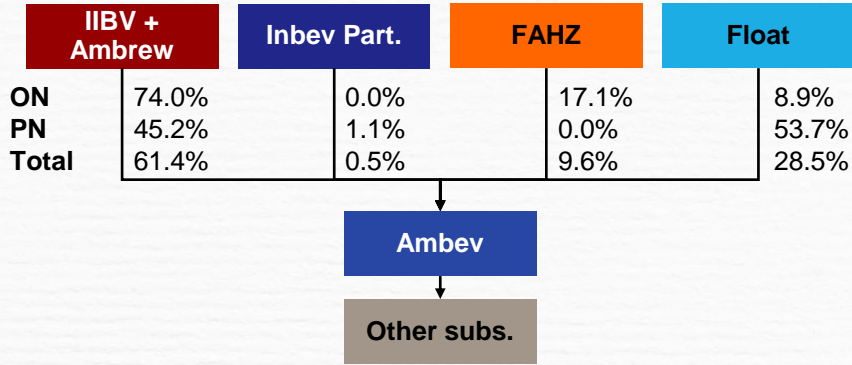 IIBV +
Ambrew
Inbev Part.
FAHZ
Float
ON 74.0% 0.0% 17.1% 8.9%
PN 45.2% 1.1% 0.0% 53.7%
Total 61.4% 0.5% 9.6% 28.5%
Ambev
Other subs.